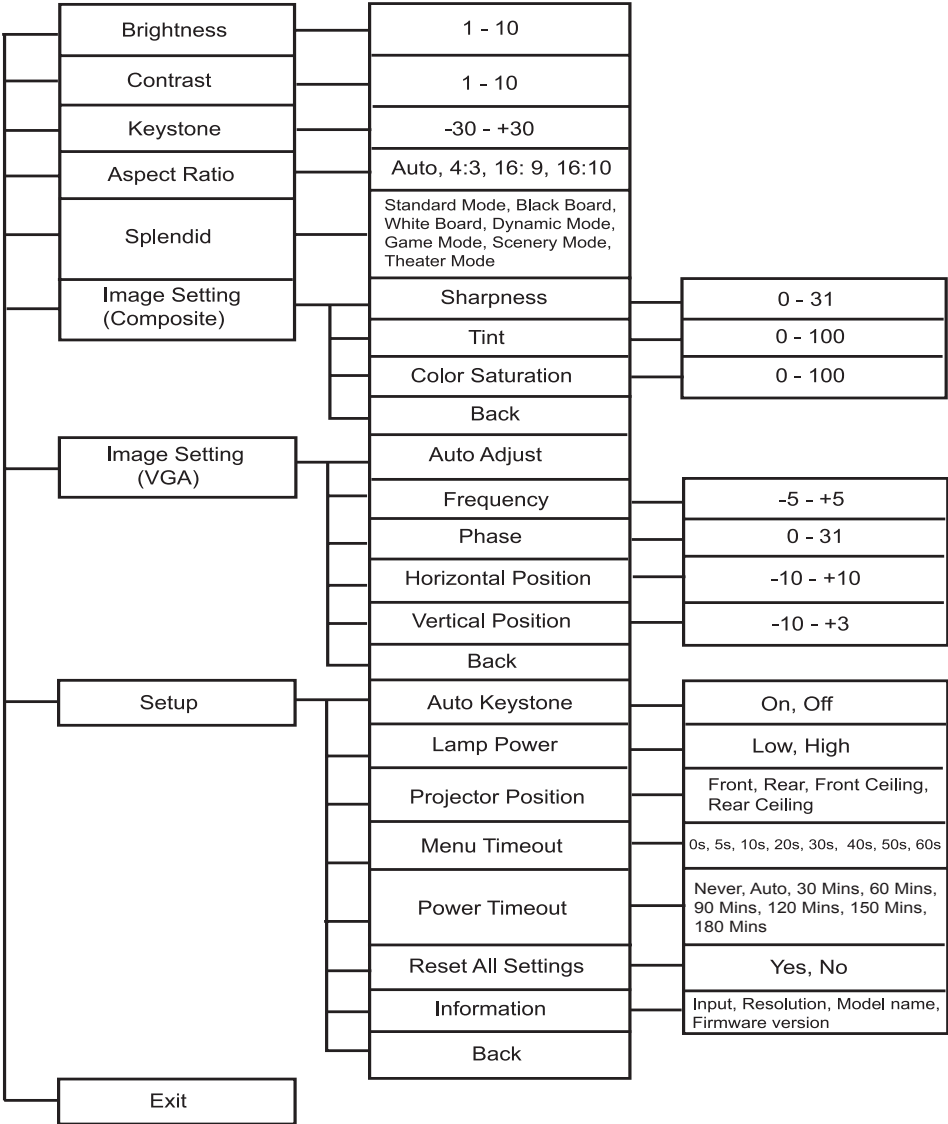 Brightness
1 - 10
Contrast
1 - 10
Keystone
-30 - +30
Aspect Ratio
Auto, 4:3, 16: 9, 16:10
Splendid
Standard Mode, Black Board,
White Board, Dynamic Mode,
Game Mode, Scenery Mode,
Theater Mode
Image Setting
(Composite)
Sharpness
0 - 31
Tint
0 - 100
Color Saturation
0 - 100
Back
Image Setting
(VGA)
Auto Adjust
Frequency
-5 - +5
Phase
0 - 31
Horizontal Position
-10 - +10
Vertical Position
-10 - +3
Back
Setup
Auto Keystone
On, Off
Lamp Power
Low, High
Projector Position
Front, Rear, Front Ceiling,
Rear Ceiling
Menu Timeout
0s, 5s, 10s, 20s, 30s, 40s, 50s, 60s
Power Timeout
Never, Auto, 30 Mins, 60 Mins,
90 Mins, 120 Mins, 150 Mins,
180 Mins
Reset All Settings
Yes, No
Information
Input, Resolution, Model name,
Firmware version
Back
Exit